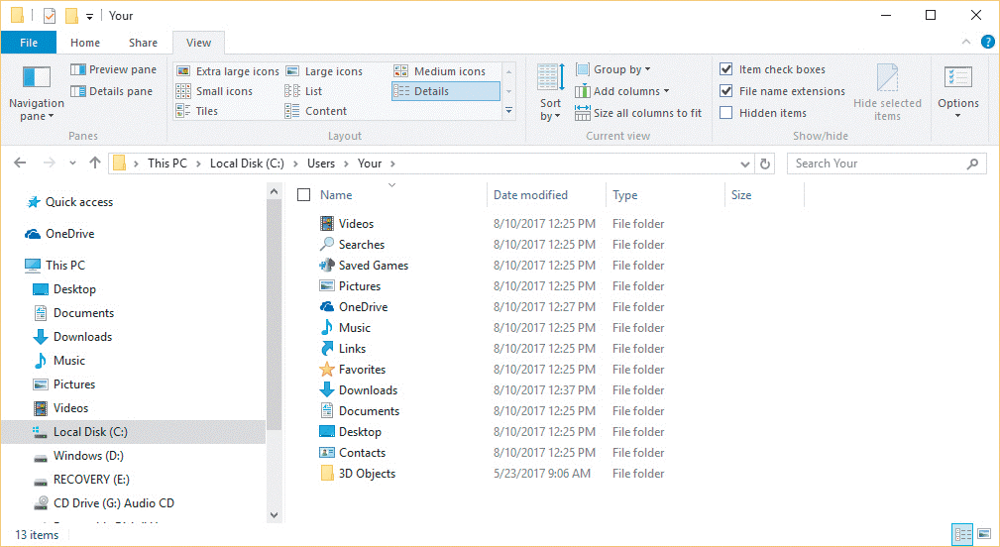 Your
File Home Share View
Navigation pane
Preview pane
Details pane
Panes
Extra large icons Large icons Medium icons
Small icons List Details
Tiles Content
Layout
Sort by
Group by
Add columns
Size all columns to fit
Current view
Item check boxes
File name extensions
Hidden items
Hide selected items
Show/hide
Options
This PC Local Disk (C:) Users Your
Search Your
Quick access
OneDrive
This PC
Desktop
Documents
Downloads
Music
Pictures
Videos
Local Disk (C:)
Windows (D:)
RECOVERY (E:)
CD Drive (G:) Audio CD
Name Date modified Type Size
Videos 8/10/2017 12:25 PM File folder
Searches 8/10/2017 12:25 PM File folder
Saved Games 8/10/2017 12:25 PM File folder
Pictures 8/10/2017 12:25 PM File folder
OneDrive 8/10/2017 12:27 PM File folder
Music 8/10/2017 12:25 PM File folder
Links 8/10/2017 12:25 PM File folder
Favorites 8/10/2017 12:25 PM File folder
Downloads 8/10/2017 12:37 PM File folder
Documents 8/10/2017 12:25 PM File folder
Desktop 8/10/2017 12:25 PM File folder
Contacts 8/10/2017 12:25 PM File folder
3D Objects 5/23/2017 9:06 AM File folder
13 items